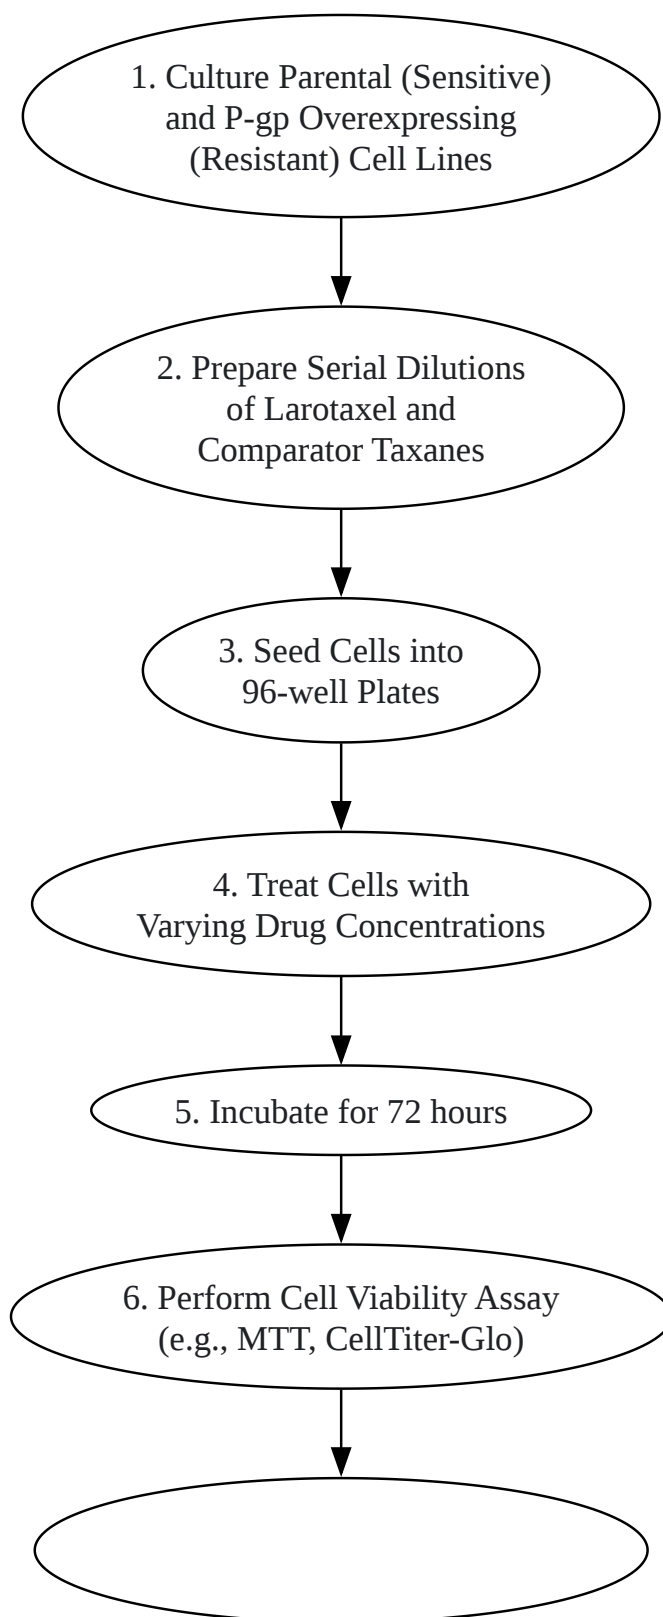 1. Culture Parental (Sensitive)
and P-gp Overexpressing
(Resistant) Cell Lines
2. Prepare Serial Dilutions
of Larotaxel and
Comparator Taxanes
3. Seed Cells into
96-well Plates
4. Treat Cells with
Varying Drug Concentrations
5. Incubate for 72 hours
6. Perform Cell Viability Assay
(e.g., MTT, CellTiter-Glo)